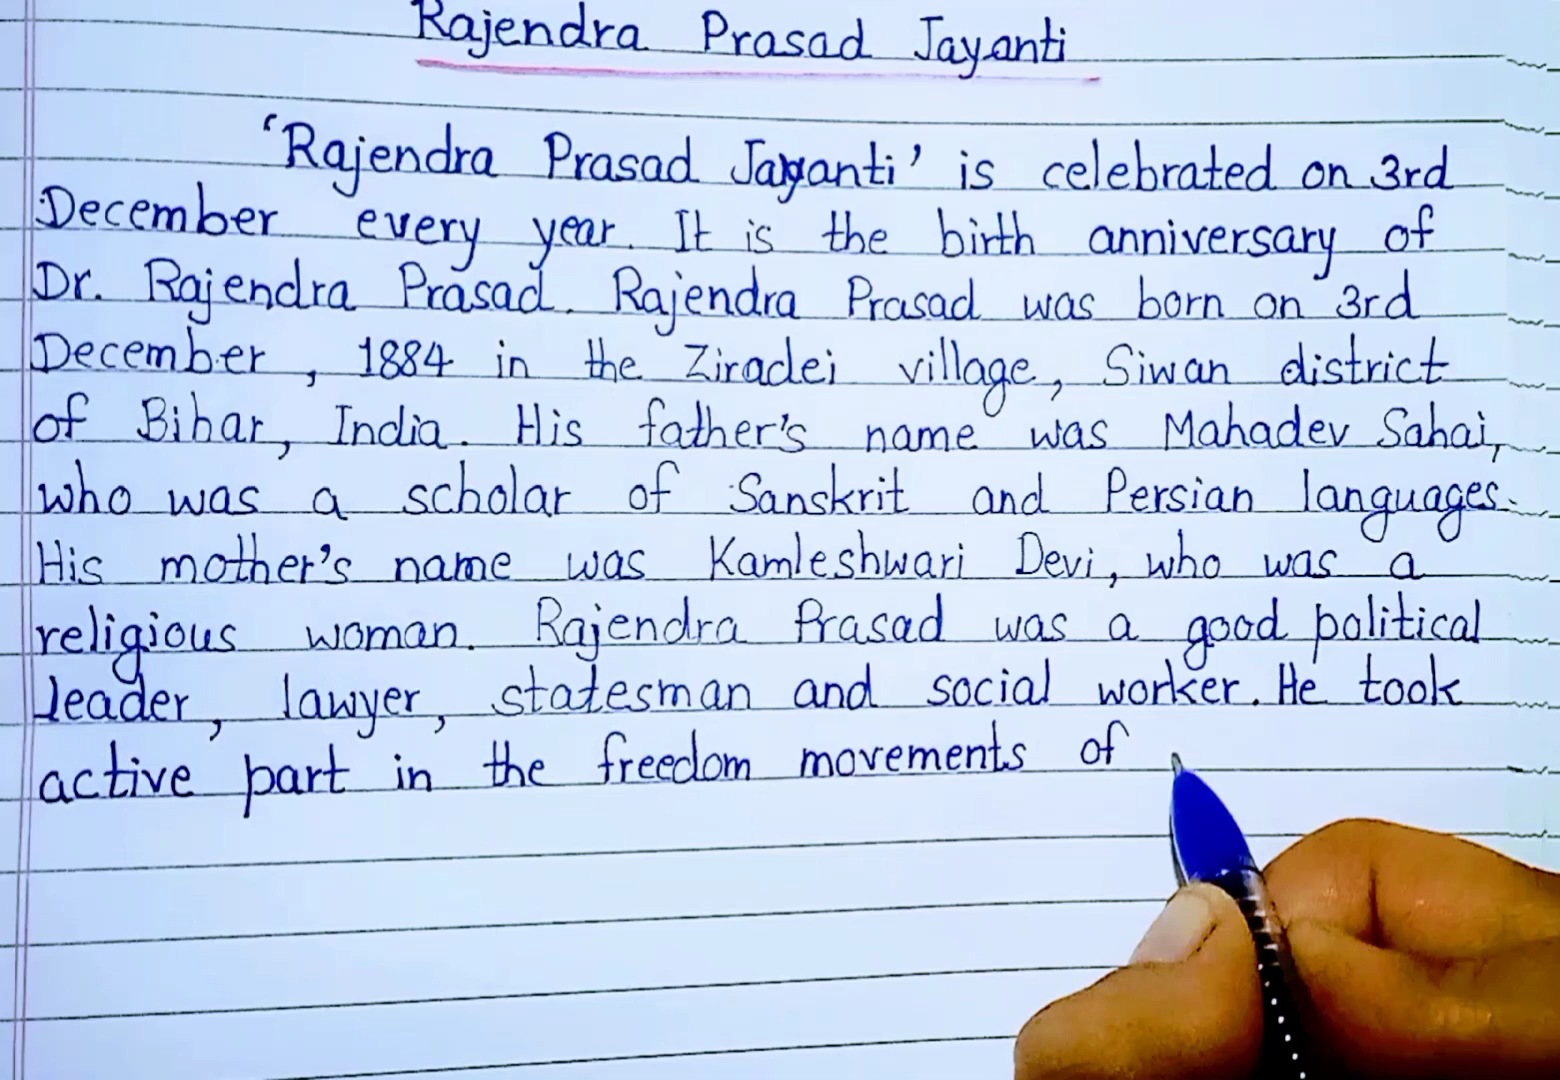 Rajendra Prasad Jayanti
'Rajendra Prasad Jayanti' is celebrated on 3rd
December every year. It is the birth anniversary of
Dr. Rajendra Prasad. Rajendra Prasad was born on 3rd
December, 1884 in the Ziradei village, Siwan district
of Bihar, India. His father's name was Mahadev Sahai,
who was a scholar of Sanskrit and Persian languages.
His mother's name was Kamleshwari Devi, who was a
religious woman. Rajendra Prasad was a good political
leader, lawyer, statesman and social worker. He took
active part in the freedom movements of